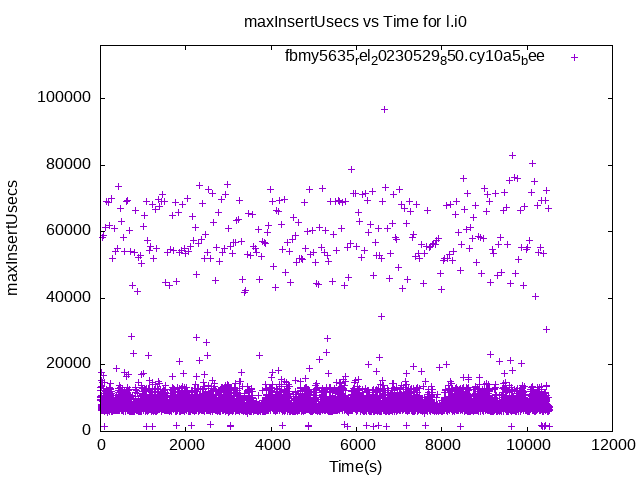 maxInsertUsecs vs Time for l.i0
fbmy5635rel20230529850.cy10a5bee
maxInsertUsecs
100000
80000
60000
40000
20000
0
0 2000 4000 6000 8000 10000 12000
Time(s)